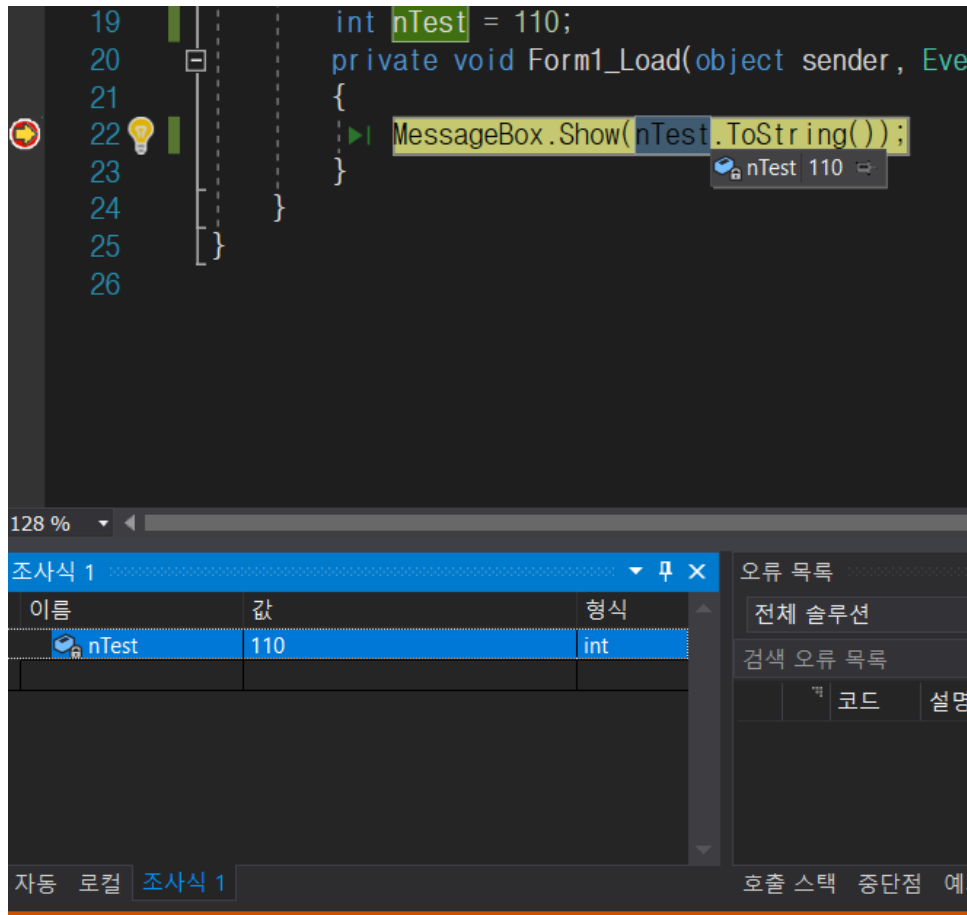 19 int nTest = 110;
20 private void Form1_Load(object sender, Eve
21 {
22 MessageBox.Show(nTest.ToString());
23 }
nTest 110
24 }
25 }
26
128 %
조사식 1
이름 값 형식
nTest 110 int
자동 로컬 조사식 1
오류 목록
전체 솔루션
검색 오류 목록
코드 설명
호출 스택 중단점 예